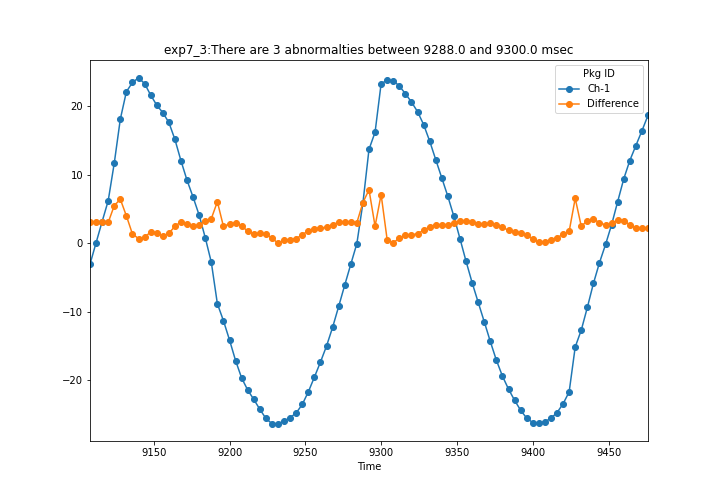 exp7_3:There are 3 abnormalties between 9288.0 and 9300.0 msec
Pkg ID
Ch-1
Difference
20
10
0
−10
−20
9150
9200
9250
9300
9350
9400
9450
Time